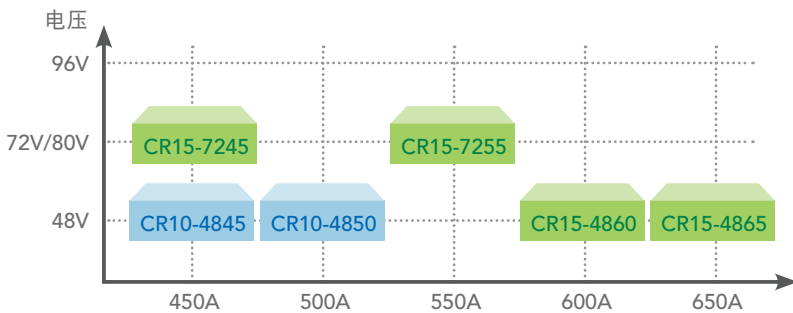 电压
96V
72V/80V
CR15-7245
CR15-7255
48V
CR10-4845
CR10-4850
CR15-4860
CR15-4865
450A
500A
550A
600A
650A